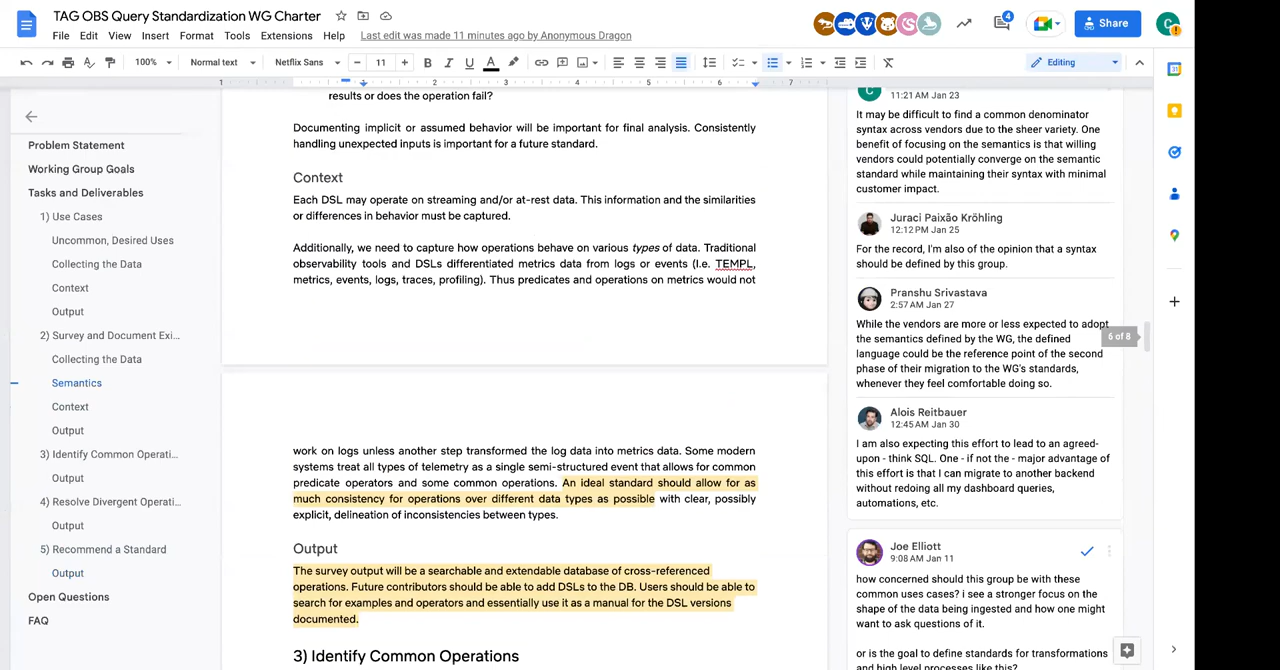 TAG OBS Query Standardization WG Charter
File Edit View Insert Format Tools Extensions Help
Last edit was made 11 minutes ago by Anonymous Dragon
4
Share
C
100%
Normal text
Netflix Sans
11
B I U A
Editing
1 1 2 3 4 5 6 7
Problem Statement
Working Group Goals
Tasks and Deliverables
1) Use Cases
Uncommon, Desired Uses
Collecting the Data
Context
Output
2) Survey and Document Exi...
Collecting the Data
Semantics
Context
Output
3) Identify Common Operati...
Output
4) Resolve Divergent Operati...
Output
5) Recommend a Standard
Output
Open Questions
FAQ
results or does the operation fail?
Documenting implicit or assumed behavior will be important for final analysis. Consistently
handling unexpected inputs is important for a future standard.
Context
Each DSL may operate on streaming and/or at-rest data. This information and the similarities
or differences in behavior must be captured.
Additionally, we need to capture how operations behave on various types of data. Traditional
observability tools and DSLs differentiated metrics data from logs or events (I.e. TEMPL,
metrics, events, logs, traces, profiling). Thus predicates and operations on metrics would not
work on logs unless another step transformed the log data into metrics data. Some modern
systems treat all types of telemetry as a single semi-structured event that allows for common
predicate operators and some common operations. An ideal standard should allow for as
much consistency for operations over different data types as possible with clear, possibly
explicit, delineation of inconsistencies between types.
Output
The survey output will be a searchable and extendable database of cross-referenced
operations. Future contributors should be able to add DSLs to the DB. Users should be able to
search for examples and operators and essentially use it as a manual for the DSL versions
documented.
3) Identify Common Operations
C
11:21 AM Jan 23
It may be difficult to find a common denominator
syntax across vendors due to the sheer variety. One
benefit of focusing on the semantics is that willing
vendors could potentially converge on the semantic
standard while maintaining their syntax with minimal
customer impact.
Juraci Paixão Kröhling
12:12 PM Jan 25
For the record, I'm also of the opinion that a syntax
should be defined by this group.
Pranshu Srivastava
2:57 AM Jan 27
While the vendors are more or less expected to adopt
the semantics defined by the WG, the defined
language could be the reference point of the second
phase of their migration to the WG's standards,
whenever they feel comfortable doing so.
6 of 8
Alois Reitbauer
12:45 AM Jan 30
I am also expecting this effort to lead to an agreed-
upon - think SQL. One - if not the - major advantage of
this effort is that I can migrate to another backend
without redoing all my dashboard queries,
automations, etc.
Joe Elliott
9:08 AM Jan 11
how concerned should this group be with these
common uses cases? i see a stronger focus on the
shape of the data being ingested and how one might
want to ask questions of it.
or is the goal to define standards for transformations
and high level processes like this?